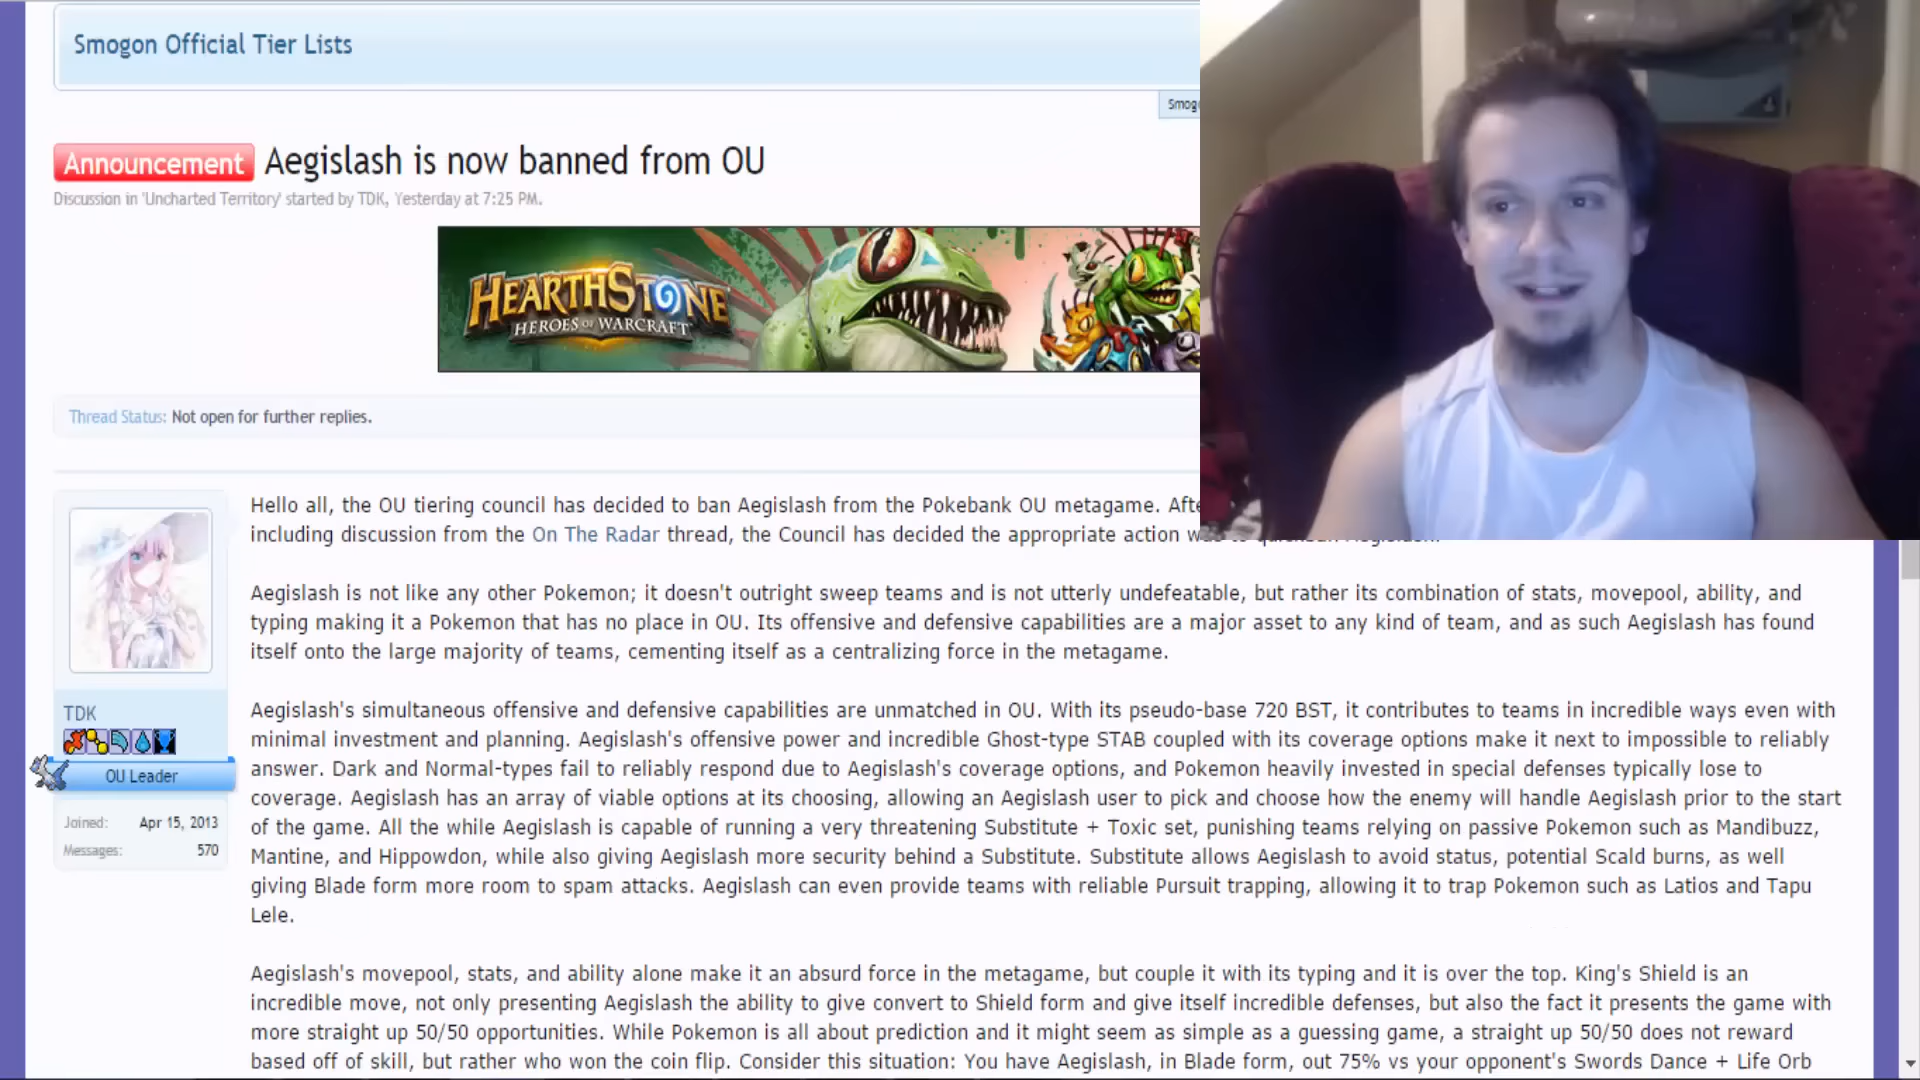 Smogon Official Tier Lists
Smog
Announcement Aegislash is now banned from OU
Discussion in 'Uncharted Territory' started by TDK, Yesterday at 7:25 PM.
HEARTHSTONE
HEROES OF WARCRAFT
Thread Status: Not open for further replies.
Hello all, the OU tiering council has decided to ban Aegislash from the Pokebank OU metagame. Afte
including discussion from the On The Radar thread, the Council has decided the appropriate action
Aegislash is not like any other Pokemon; it doesn't outright sweep teams and is not utterly undefeatable, but rather its combination of stats, movepool, ability, and
typing making it a Pokemon that has no place in OU. Its offensive and defensive capabilities are a major asset to any kind of team, and as such Aegislash has found
itself onto the large majority of teams, cementing itself as a centralizing force in the metagame.
TDK
OU Leader
Joined: Apr 15, 2013
Messages: 570
Aegislash's simultaneous offensive and defensive capabilities are unmatched in OU. With its pseudo-base 720 BST, it contributes to teams in incredible ways even with
minimal investment and planning. Aegislash's offensive power and incredible Ghost-type STAB coupled with its coverage options make it next to impossible to reliably
answer. Dark and Normal-types fail to reliably respond due to Aegislash's coverage options, and Pokemon heavily invested in special defenses typically lose to
coverage. Aegislash has an array of viable options at its choosing, allowing an Aegislash user to pick and choose how the enemy will handle Aegislash prior to the start
of the game. All the while Aegislash is capable of running a very threatening Substitute + Toxic set, punishing teams relying on passive Pokemon such as Mandibuzz,
Mantine, and Hippowdon, while also giving Aegislash more security behind a Substitute. Substitute allows Aegislash to avoid status, potential Scald burns, as well
giving Blade form more room to spam attacks. Aegislash can even provide teams with reliable Pursuit trapping, allowing it to trap Pokemon such as Latios and Tapu
Lele.
Aegislash's movepool, stats, and ability alone make it an absurd force in the metagame, but couple it with its typing and it is over the top. King's Shield is an
incredible move, not only presenting Aegislash the ability to give convert to Shield form and give itself incredible defenses, but also the fact it presents the game with
more straight up 50/50 opportunities. While Pokemon is all about prediction and it might seem as simple as a guessing game, a straight up 50/50 does not reward
based off of skill, but rather who won the coin flip. Consider this situation: You have Aegislash, in Blade form, out 75% vs your opponent's Swords Dance + Life Orb